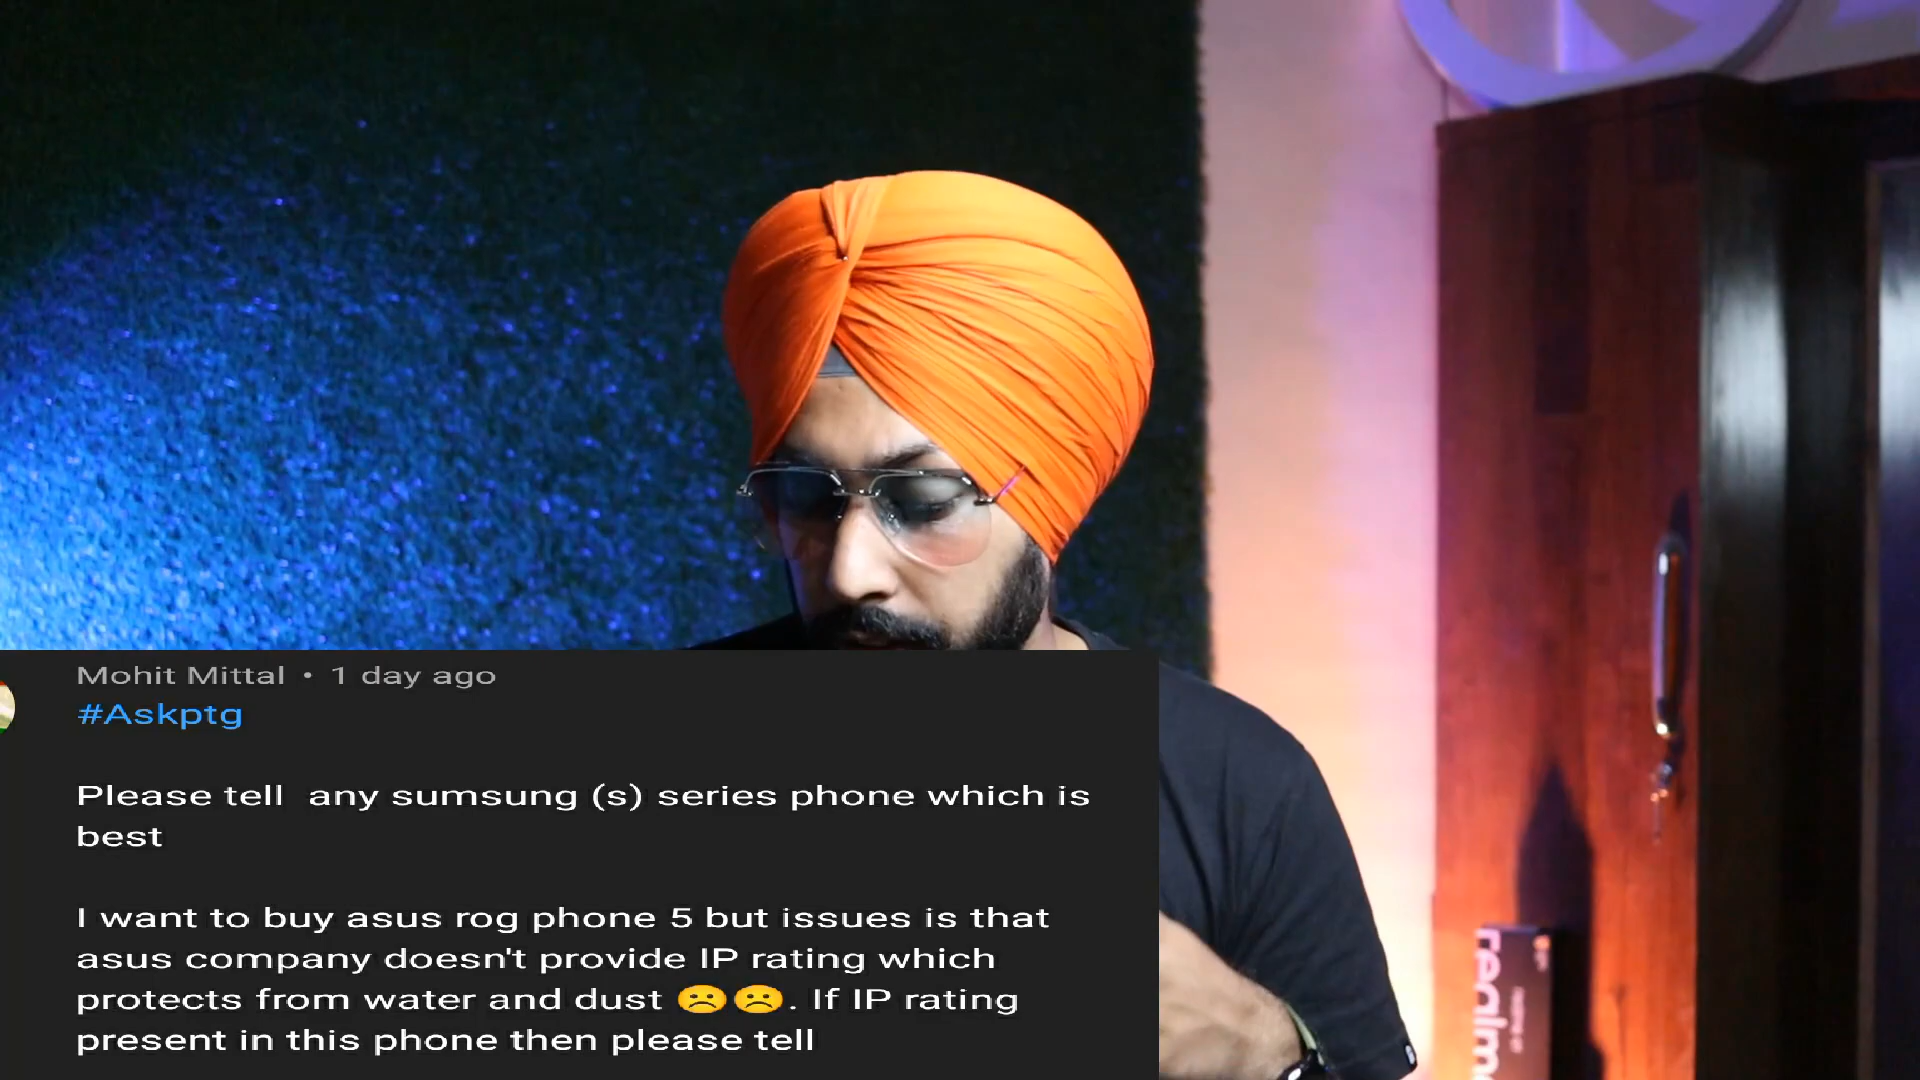 Mohit Mittal • 1 day ago
#Askptg
Please tell  any sumsung (s) series phone which is
best
I want to buy asus rog phone 5 but issues is that
asus company doesn't provide IP rating which
protects from water and dust ☹️☹️. If IP rating
present in this phone then please tell